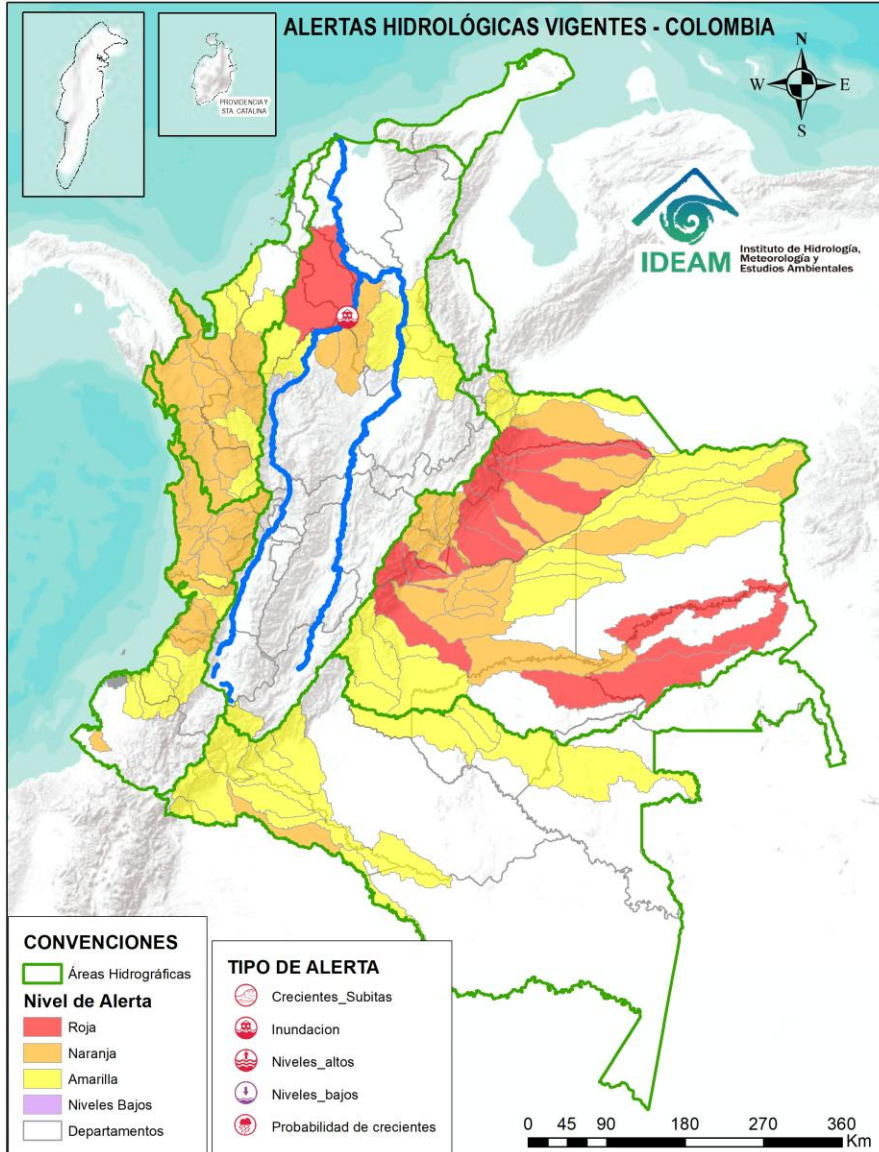 ALERTAS HIDROLÓGICAS VIGENTES - COLOMBIA
PROVIDENCIA Y
STA. CATALINA
N
W
E
S
IDEAM
Instituto de Hidrología,
Meteorología y
Estudios Ambientales
CONVENCIONES
Áreas Hidrográficas
Nivel de Alerta
Roja
Naranja
Amarilla
Niveles Bajos
Departamentos
TIPO DE ALERTA
Crecientes_Subitas
Inundacion
Niveles_altos
Niveles_bajos
Probabilidad de crecientes
0 45 90 180 270 360
Km